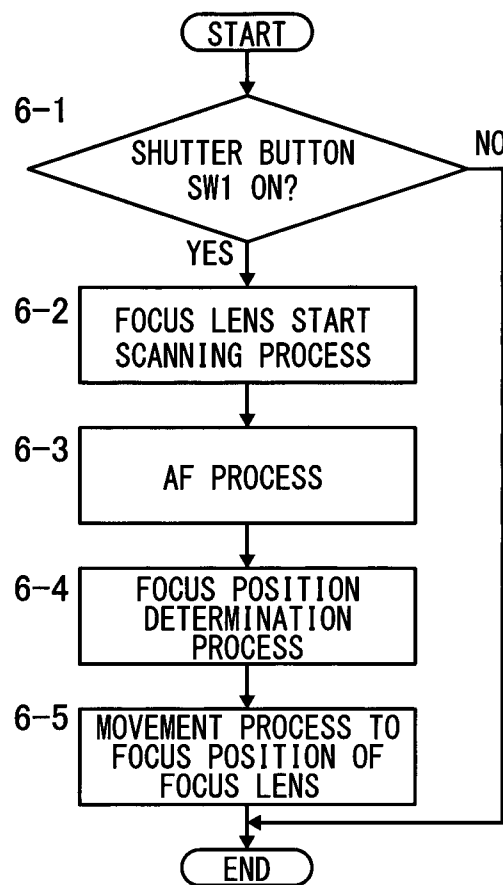 START
6-1
SHUTTER BUTTON
SW1 ON?
NO
YES
6-2
FOCUS LENS START
SCANNING PROCESS
6-3
AF PROCESS
6-4
FOCUS POSITION
DETERMINATION
PROCESS
6-5
MOVEMENT PROCESS TO
FOCUS POSITION OF
FOCUS LENS
END